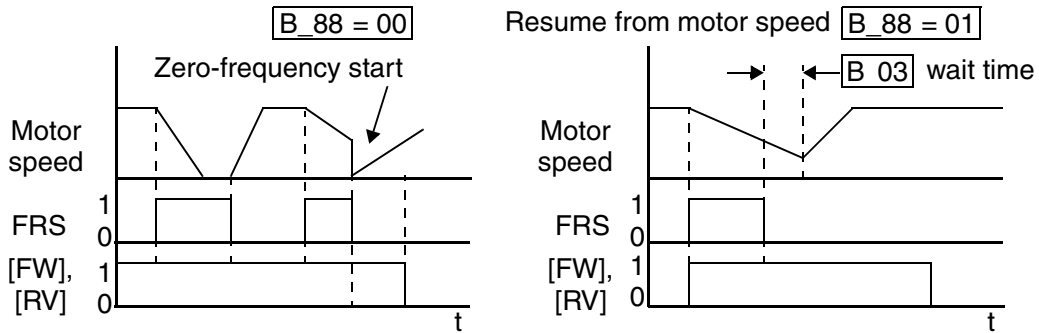 B_88 = 00
Zero-frequency start
Motor
speed
FRS
1
0
[FW],
[RV]
1
0
t
Resume from motor speed B_88 = 01
B 03 wait time
Motor
speed
FRS
1
0
[FW],
[RV]
1
0
t